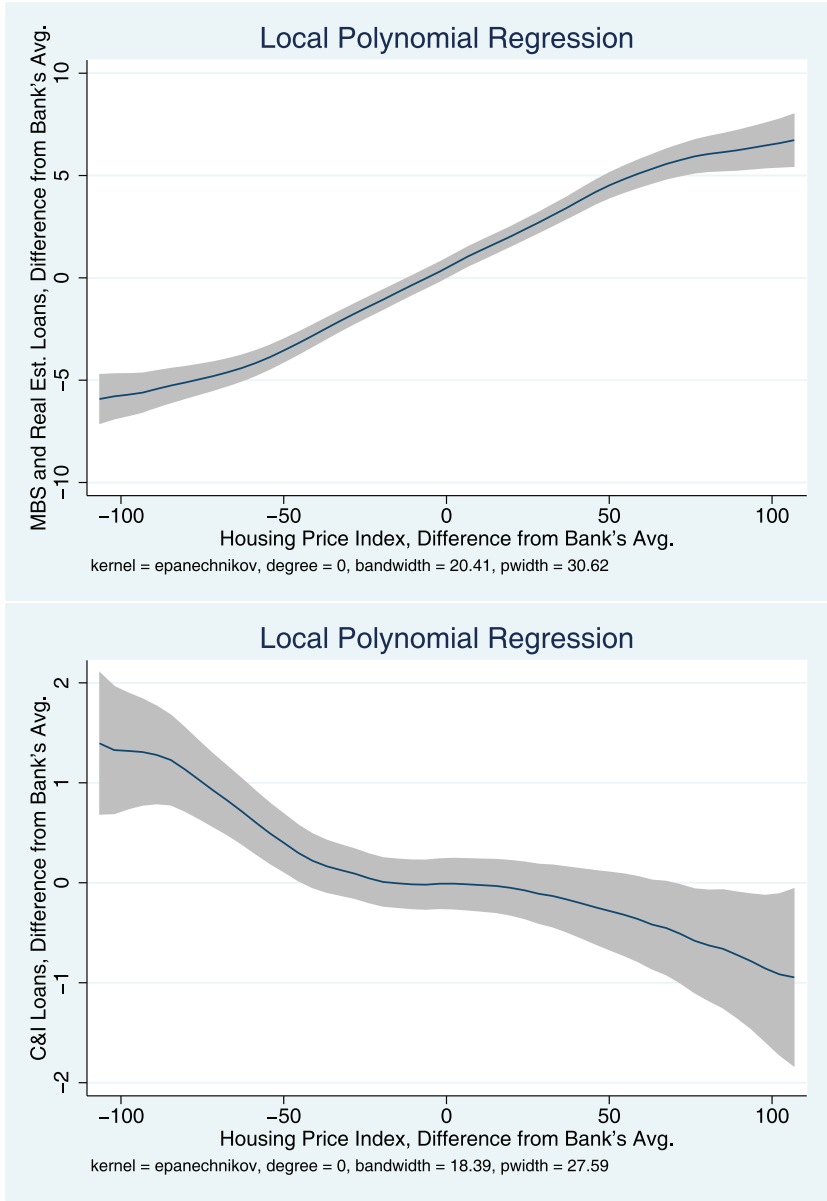 Local Polynomial Regression
MBS and Real Est. Loans, Difference from Bank's Avg.
10
5
0
−5
−10
−100 −50 0 50 100
Housing Price Index, Difference from Bank's Avg.
kernel = epanechnikov, degree = 0, bandwidth = 20.41, pwidth = 30.62
Local Polynomial Regression
C&I Loans, Difference from Bank's Avg.
2
1
0
−1
−2
−100 −50 0 50 100
Housing Price Index, Difference from Bank's Avg.
kernel = epanechnikov, degree = 0, bandwidth = 18.39, pwidth = 27.59